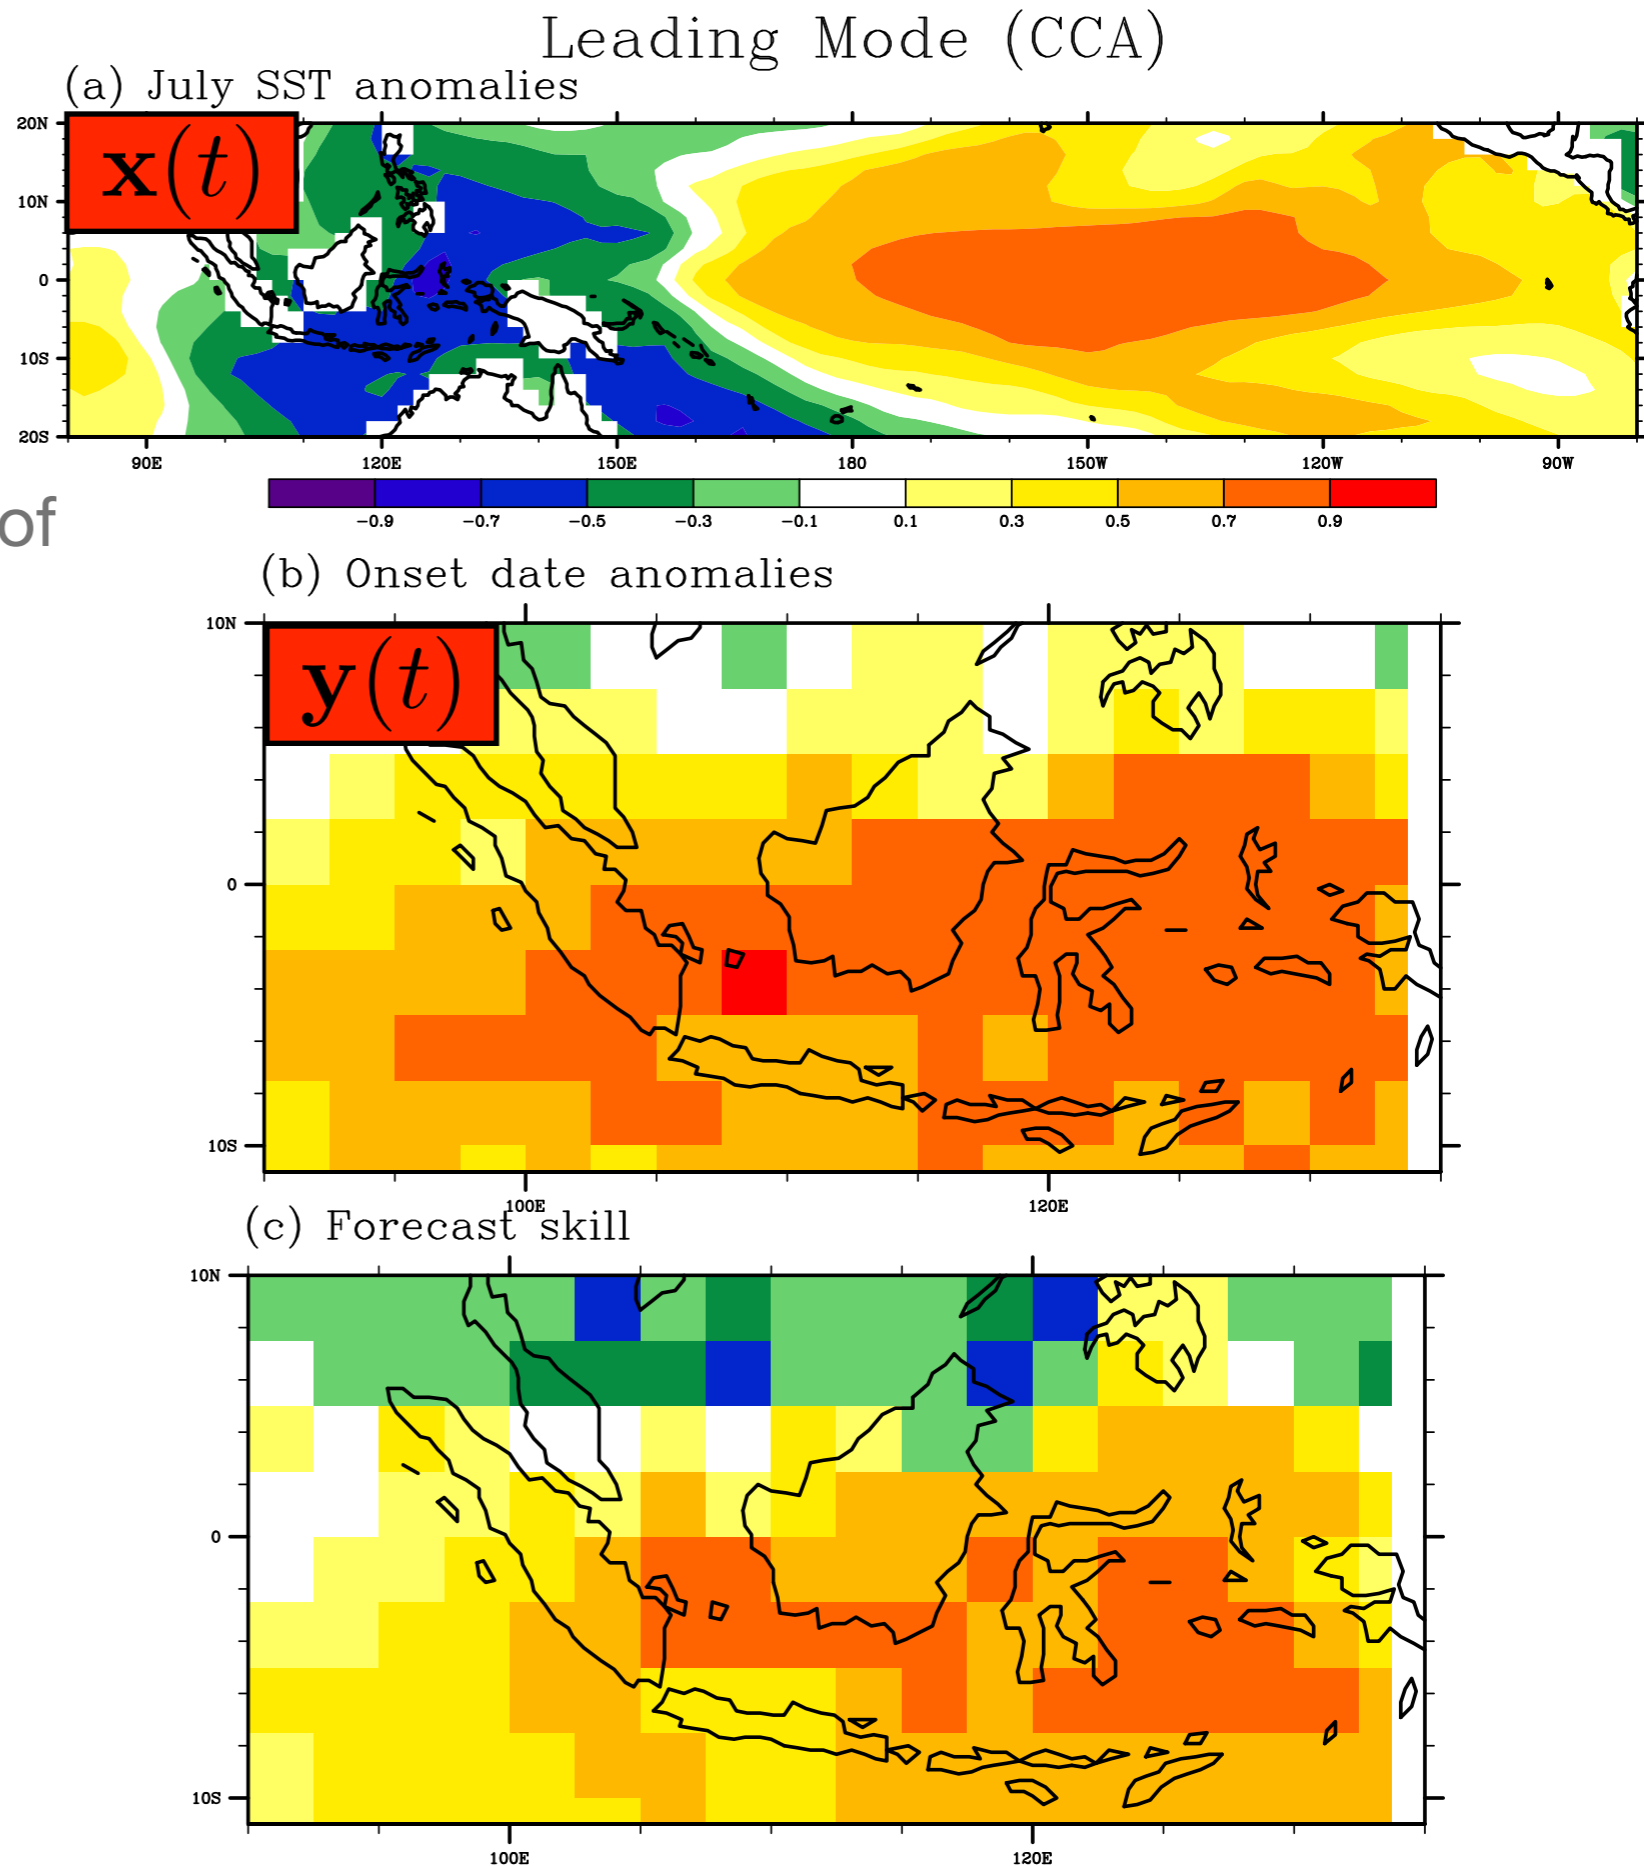 Leading Mode (CCA)
(a) July SST anomalies
x(t)
20N
10N
0
10S
20S
90E 120E 150E 180 150W 120W 90W
-0.9 -0.7 -0.5 -0.3 -0.1 0.1 0.3 0.5 0.7 0.9
of
(b) Onset date anomalies
y(t)
10N
0
10S
100E 120E
(c) Forecast skill
10N
0
10S
100E 120E